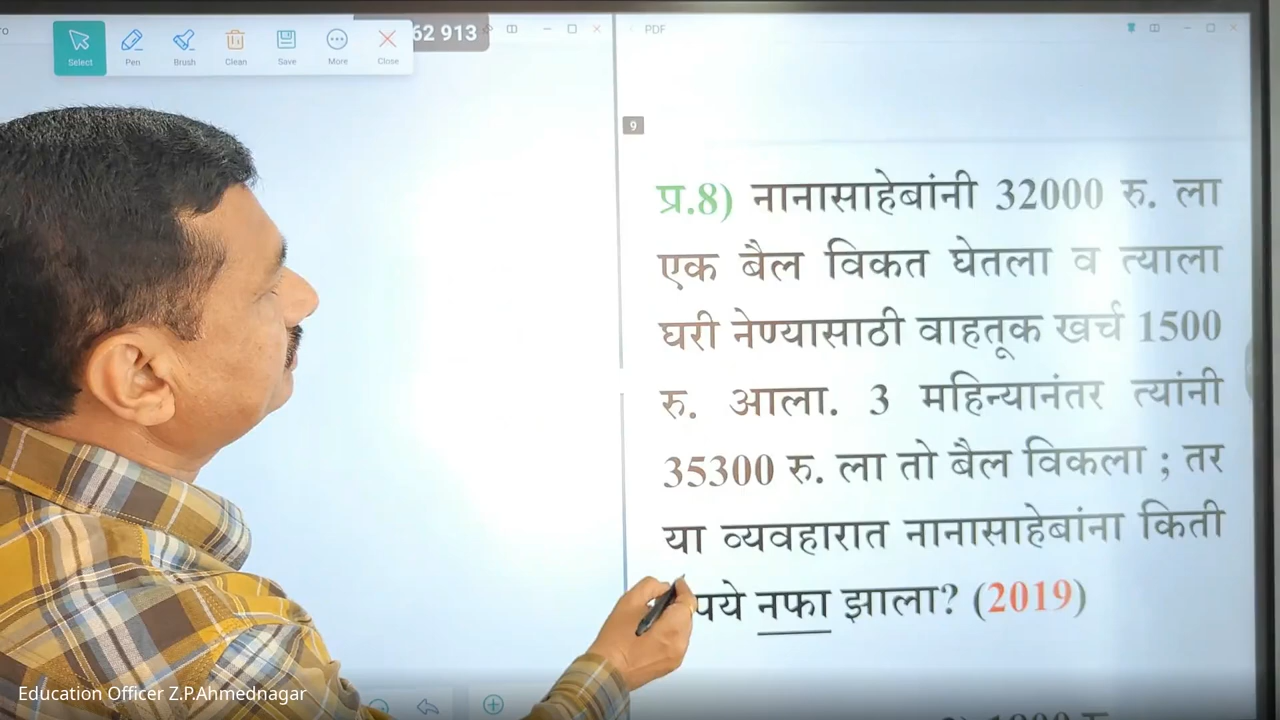 62 913
PDF
Select
Pen
Brush
Clean
Save
More
Close
9
प्र.8) नानासाहेबांनी 32000 रु. ला
एक बैल विकत घेतला व त्याला
घरी नेण्यासाठी वाहतूक खर्च 1500
रु. आला. 3 महिन्यानंतर त्यांनी
35300 रु. ला तो बैल विकला ; तर
या व्यवहारात नानासाहेबांना किती
पये नफा झाला? (2019)
Education Officer Z.P.Ahmednagar